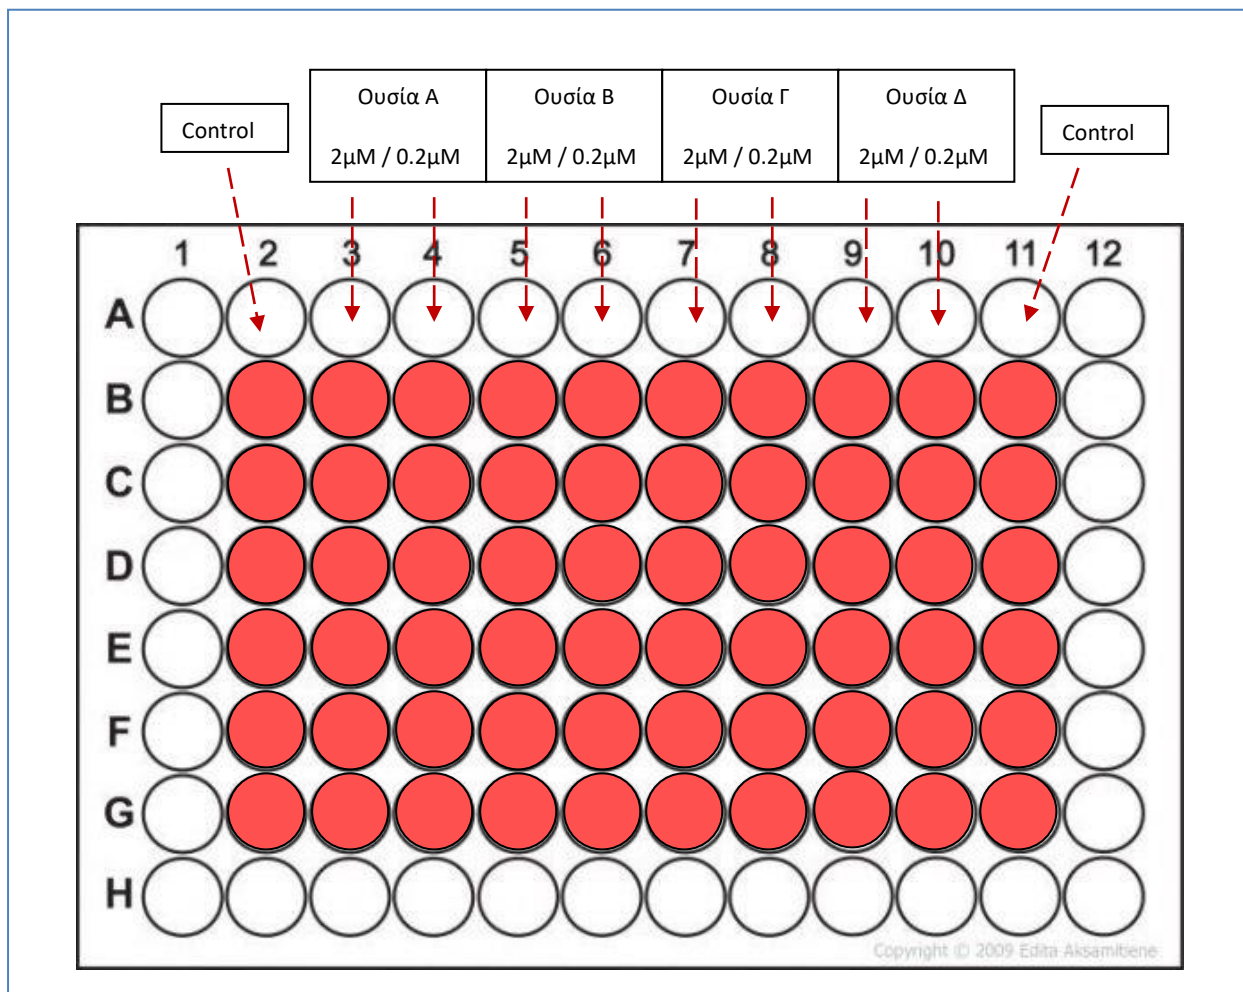 Control
Ουσία Α
2μΜ / 0.2μΜ
Ουσία Β
2μΜ / 0.2μΜ
Ουσία Γ
2μΜ / 0.2μΜ
Ουσία Δ
2μΜ / 0.2μΜ
Control
1 2 3 4 5 6 7 8 9 10 11 12
A
B
C
D
E
F
G
H
Copyright © 2009 Edita Aksamitiene